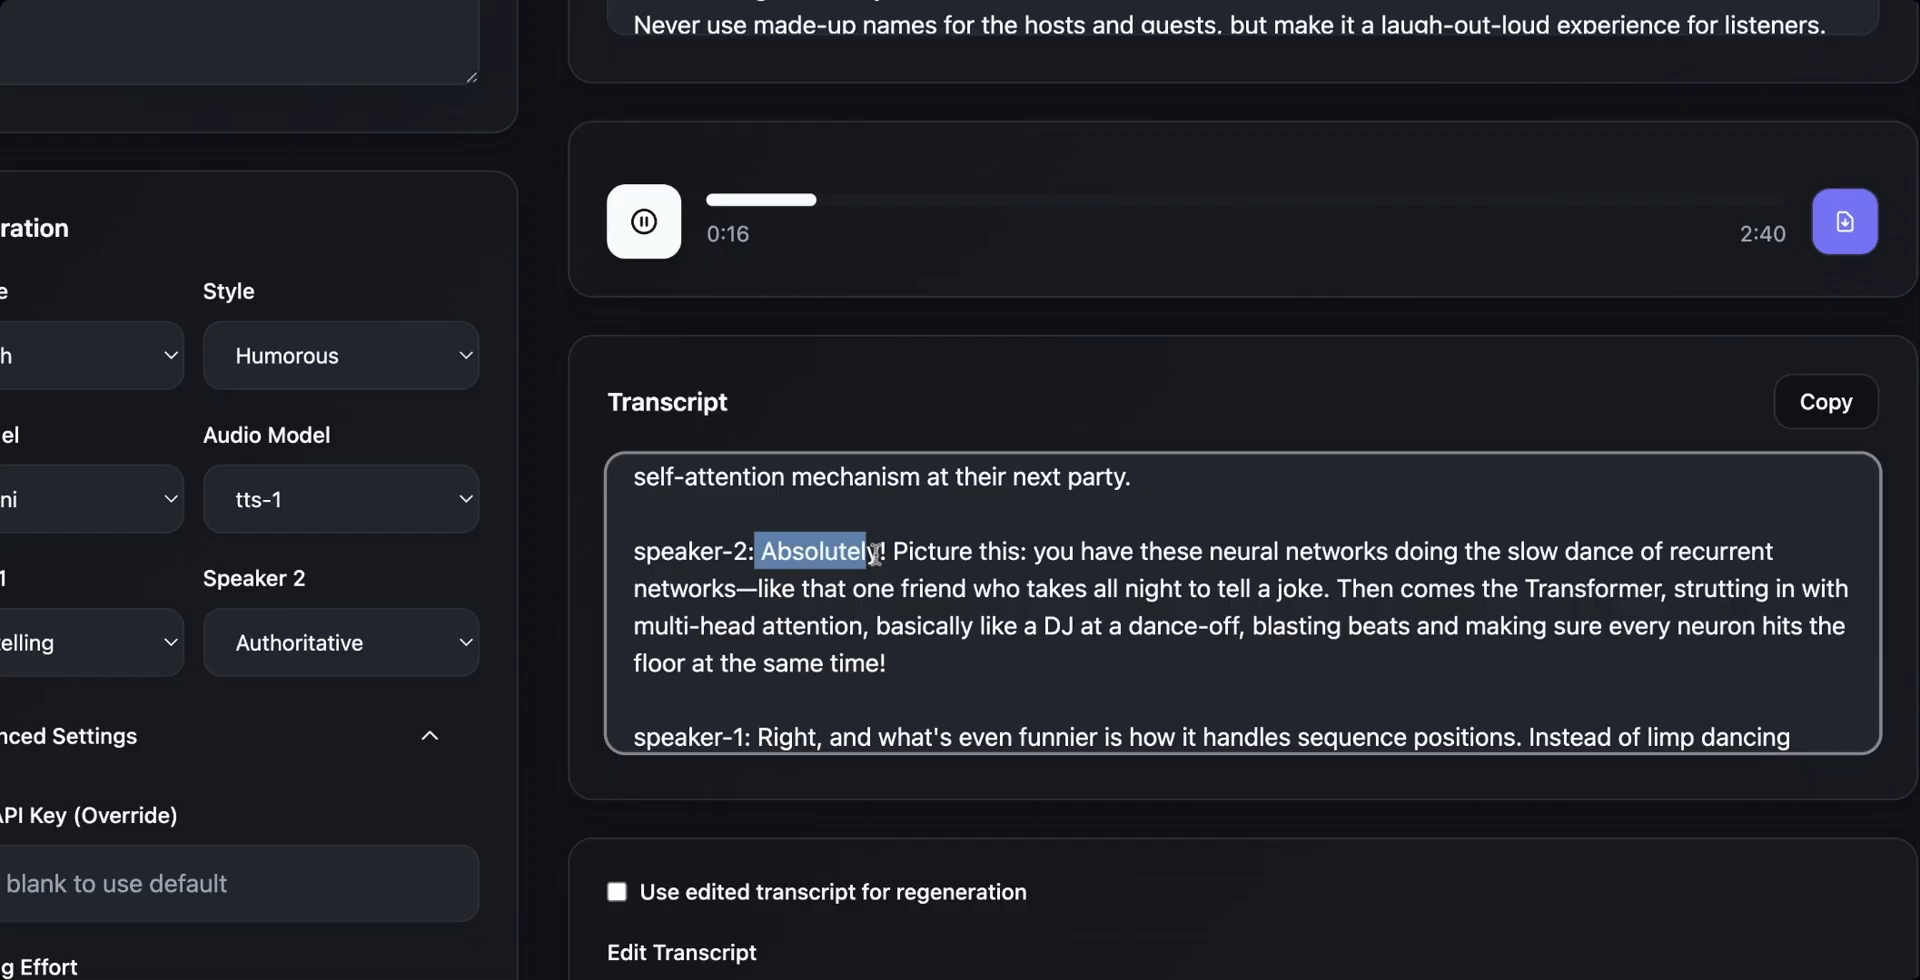 Never use made-up names for the hosts and guests, but make it a laugh-out-loud experience for listeners.
0:16
2:40
ration
e
Style
h
Humorous
el
Audio Model
ni
tts-1
1
Speaker 2
elling
Authoritative
nced Settings
API Key (Override)
blank to use default
g Effort
Transcript
Copy
self-attention mechanism at their next party.
speaker-2: Absolutely! Picture this: you have these neural networks doing the slow dance of recurrent
networks—like that one friend who takes all night to tell a joke. Then comes the Transformer, strutting in with
multi-head attention, basically like a DJ at a dance-off, blasting beats and making sure every neuron hits the
floor at the same time!
speaker-1: Right, and what's even funnier is how it handles sequence positions. Instead of limp dancing
Use edited transcript for regeneration
Edit Transcript